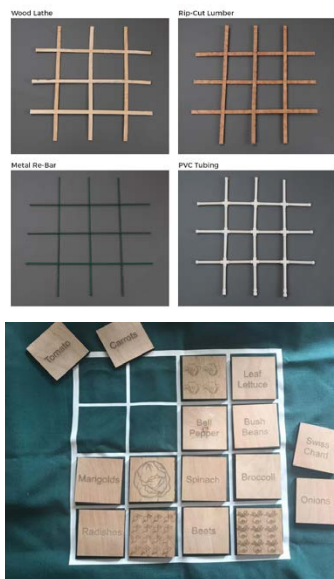 Wood Lathe
Rip-Cut Lumber
Metal Re-Bar
PVC Tubing
Tomato
Carrots
Leaf
Lettuce
Bell
Pepper
Bush
Beans
Swiss
Chard
Marigolds
Spinach
Broccoli
Onions
Radishes
Beets